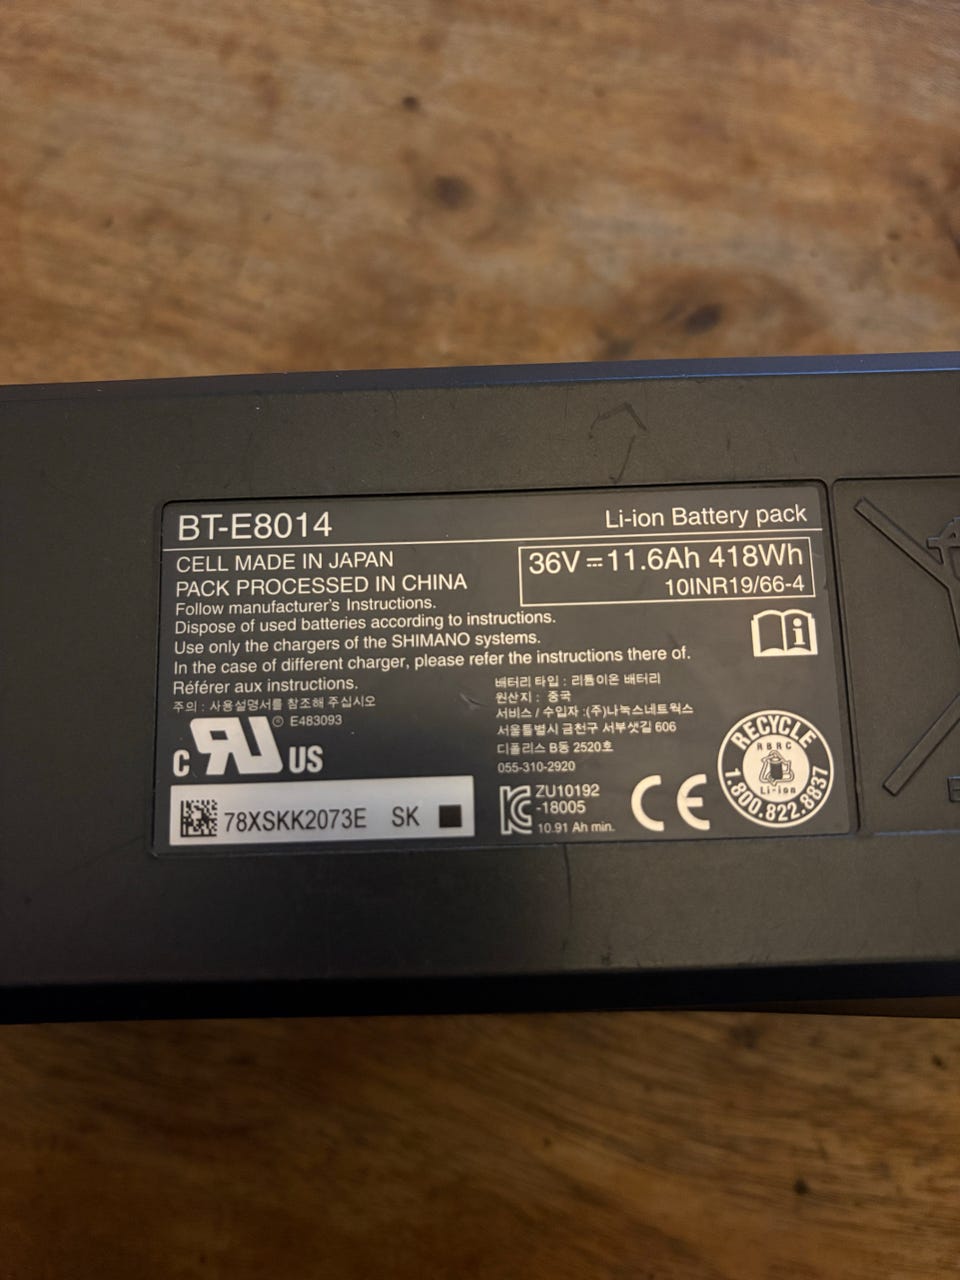 BT-E8014
Li-ion Battery pack
CELL MADE IN JAPAN
PACK PROCESSED IN CHINA
36V⎓11.6Ah 418Wh
10INR19/66-4
Follow manufacturer's Instructions.
Dispose of used batteries according to instructions.
Use only the chargers of the SHIMANO systems.
In the case of different charger, please refer the instructions there of.
Référer aux instructions.
주의 : 사용설명서를 참조해 주십시오
배터리 타입 : 리튬이온 배터리
원산지 : 중국
서비스 / 수입자 :(주)나눅스네트웍스
서울특별시 금천구 서부샛길 606
디폴리스 B동 2520호
055-310-2920
® E483093
C RU US
78XSKK2073E SK
KC
ZU10192
-18005
10.91 Ah min.
CE
RECYCLE
RBRC
Li-ion
1.800.822.8837